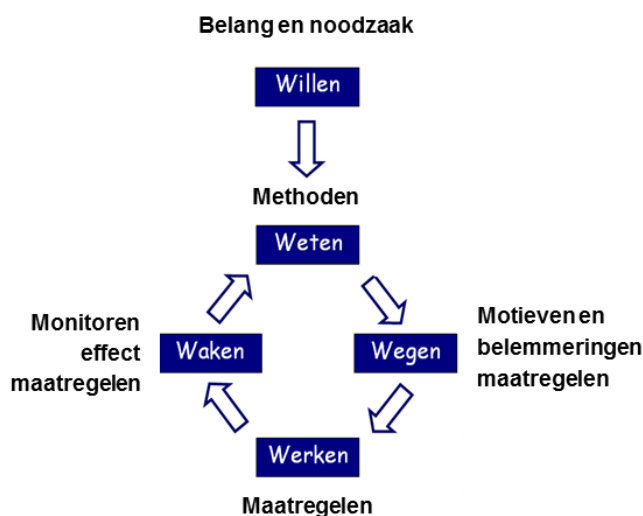 Belang en noodzaak
Willen
Methoden
Weten
Monitoren
effect
maatregelen
Waken
Wegen
Motieven en
belemmeringen
maatregelen
Werken
Maatregelen